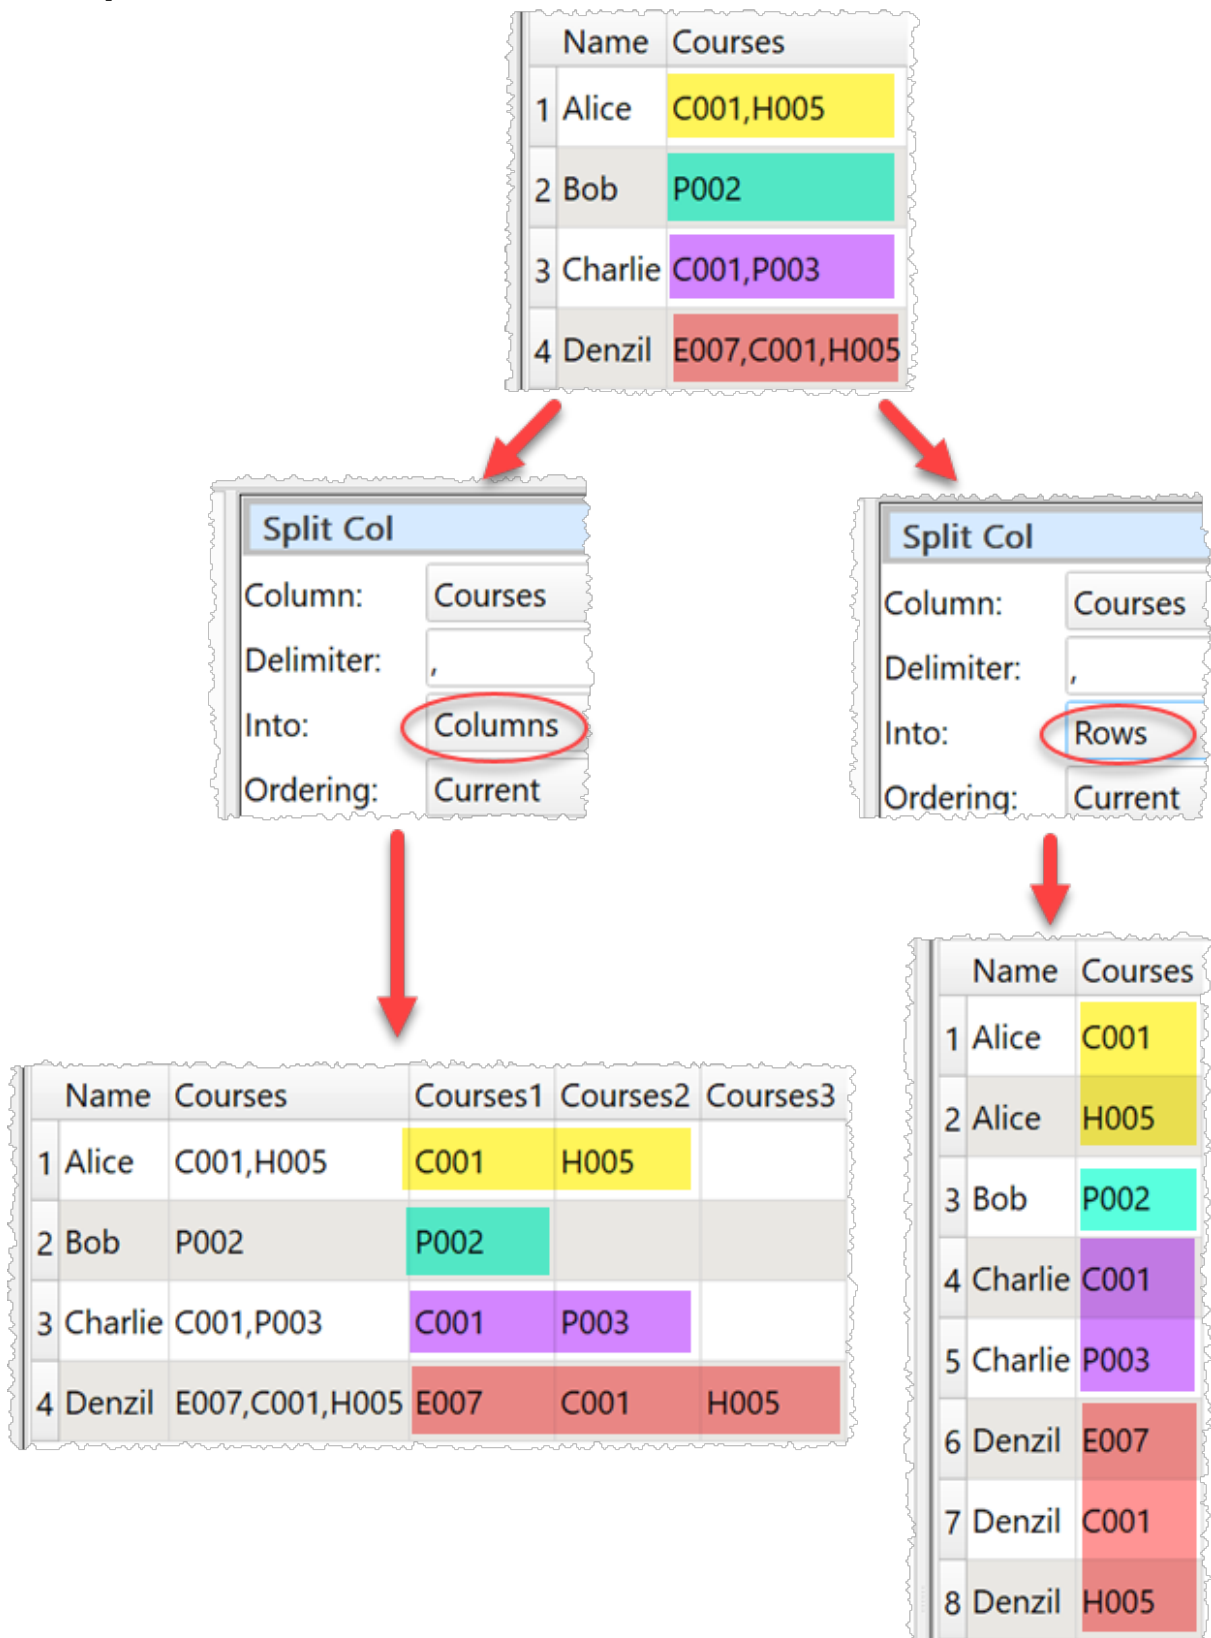 Name Courses
1 Alice C001,H005
2 Bob P002
3 Charlie C001,P003
4 Denzil E007,C001,H005
Split Col
Column: Courses
Delimiter: ,
Into: Columns
Ordering: Current
Split Col
Column: Courses
Delimiter: ,
Into: Rows
Ordering: Current
Name Courses Courses1 Courses2 Courses3
1 Alice C001,H005 C001 H005
2 Bob P002 P002
3 Charlie C001,P003 C001 P003
4 Denzil E007,C001,H005 E007 C001 H005
Name Courses
1 Alice C001
2 Alice H005
3 Bob P002
4 Charlie C001
5 Charlie P003
6 Denzil E007
7 Denzil C001
8 Denzil H005